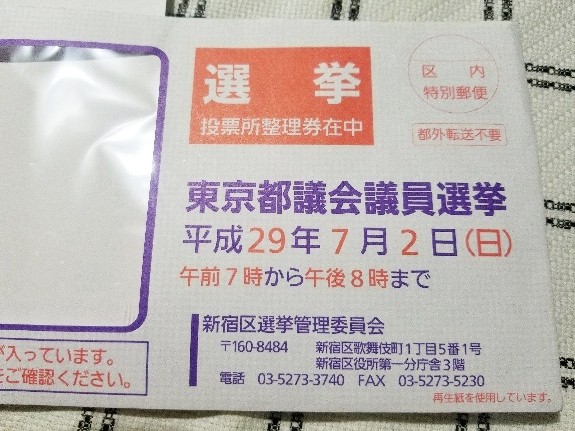 選挙
投票所整理券在中
区内
特別郵便
都外転送不要
東京都議会議員選挙
平成29年7月2日(日)
午前7時から午後8時まで
新宿区選挙管理委員会
〒160-8484 新宿区歌舞伎町1丁目5番1号
新宿区役所第一分庁舎3階
電話 03-5273-3740 FAX 03-5273-5230
が入っています。
をご確認ください。
再生紙を使用しています。